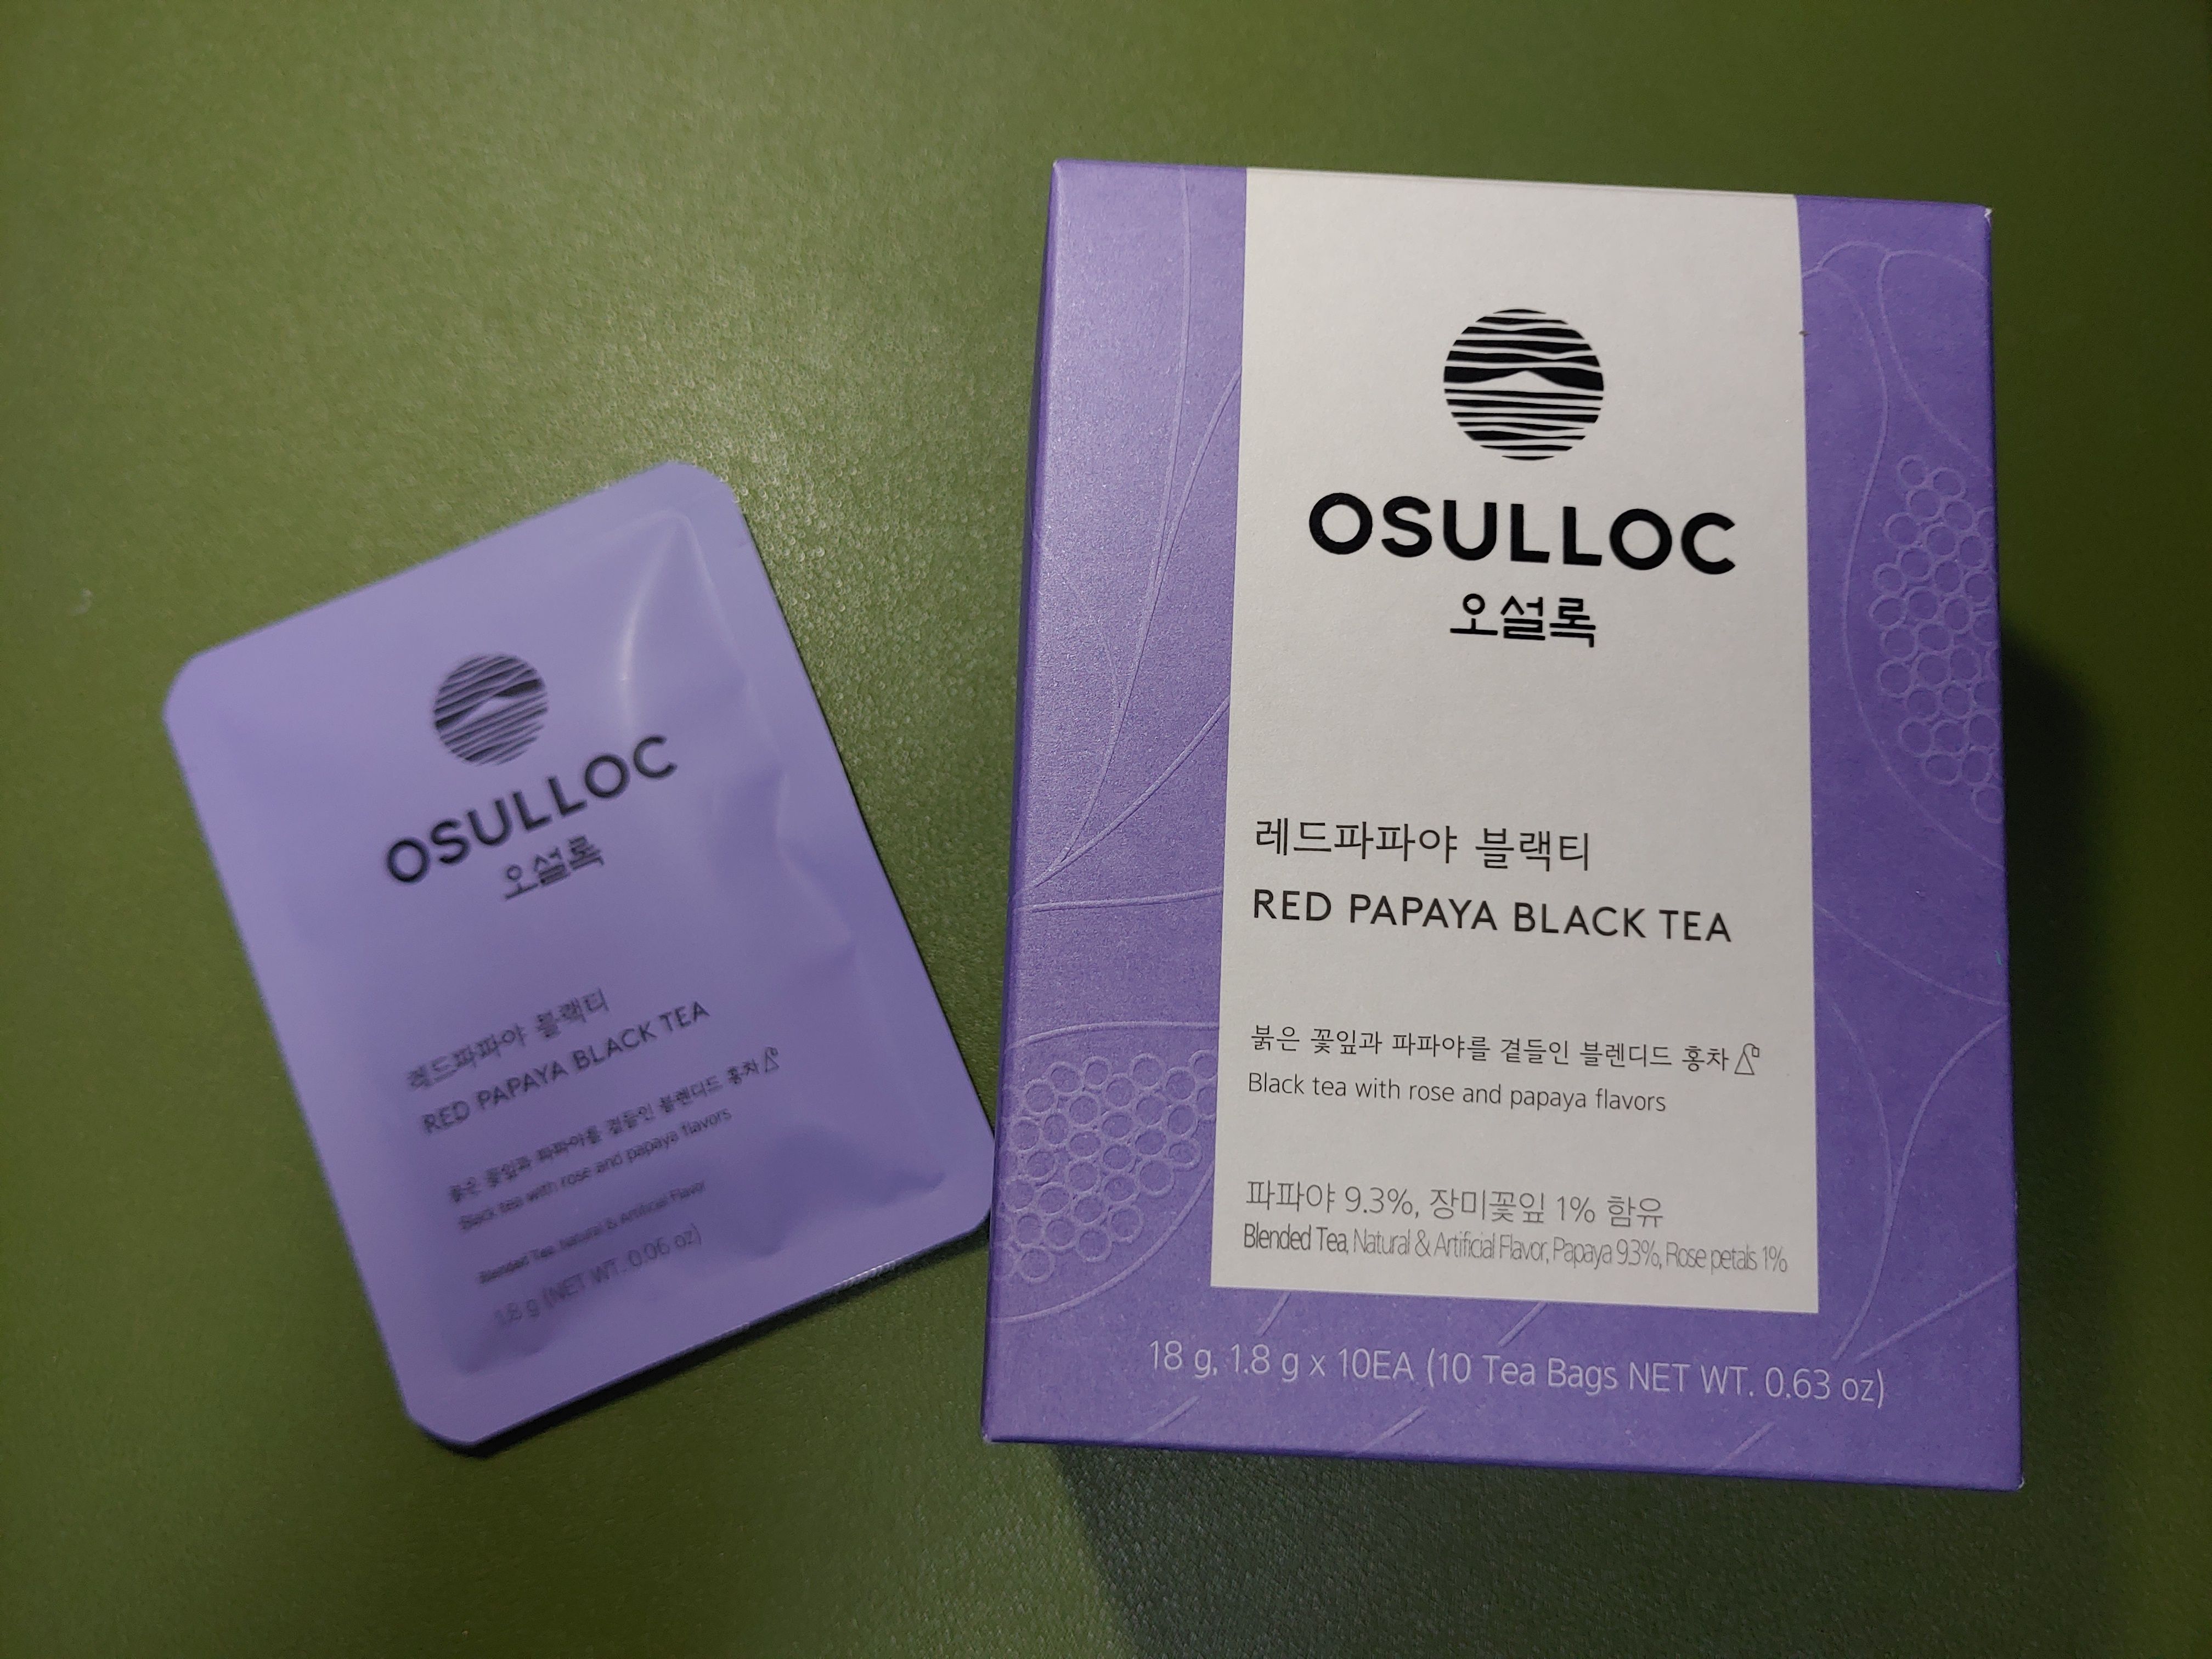 OSULLOC
오설록
레드파파야 블랙티
RED PAPAYA BLACK TEA
붉은 꽃잎과 파파야를 곁들인 블렌디드 홍차
Black tea with rose and papaya flavors
Blended Tea, Natural & Artificial Flavor
1.8 g (NET WT. 0.06 oz)
OSULLOC
오설록
레드파파야 블랙티
RED PAPAYA BLACK TEA
붉은 꽃잎과 파파야를 곁들인 블렌디드 홍차
Black tea with rose and papaya flavors
파파야 9.3%, 장미꽃잎 1% 함유
Blended Tea, Natural & Artificial Flavor, Papaya 9.3%, Rose petals 1%
18 g, 1.8 g x 10EA (10 Tea Bags NET WT. 0.63 oz)